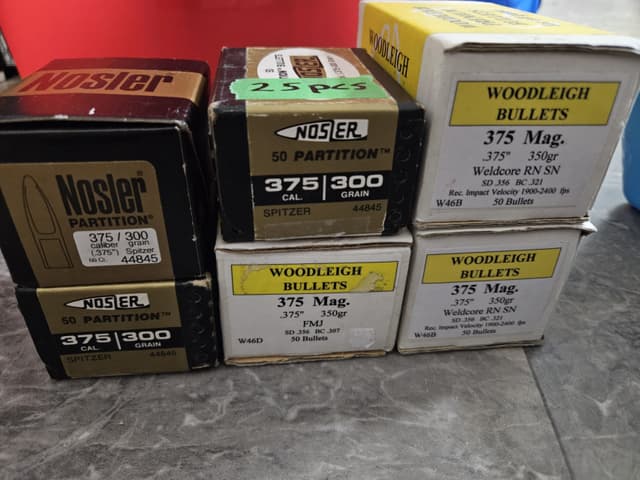 Nosler
Nosler
PARTITION®
375 / 300
caliber grain
(.375") Spitzer
44845
NOSLER
50 PARTITION™
375 | 300
CAL. GRAIN
SPITZER 44845
NOSLER
25 pcs
NOSLER
50 PARTITION™
375 | 300
CAL. GRAIN
SPITZER 44845
WOODLEIGH
BULLETS
375 Mag.
.375" 350gr
FMJ
SD .356 BC .307
W46D 50 Bullets
WOODLEIGH
WOODLEIGH
BULLETS
375 Mag.
.375" 350gr
Weldcore RN SN
SD .356 BC .321
Rec. Impact Velocity 1900-2400 fps
W46B 50 Bullets
WOODLEIGH
BULLETS
375 Mag.
.375" 350gr
Weldcore RN SN
SD .356 BC .321
Rec. Impact Velocity 1900-2400 fps
W46B 50 Bullets